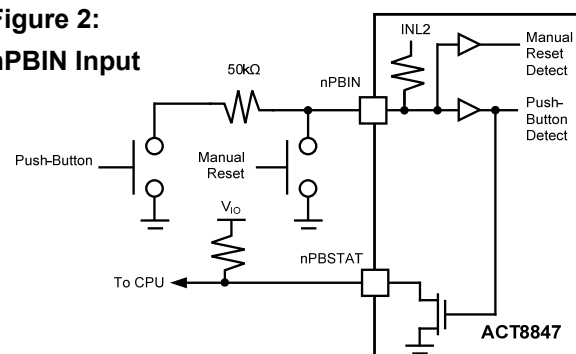 Figure 2:
nPBIN Input
INL2
Manual
Reset
Detect
50kΩ
nPBIN
Push-
Button
Detect
Push-Button
Manual
Reset
VIO
nPBSTAT
To CPU
ACT8847